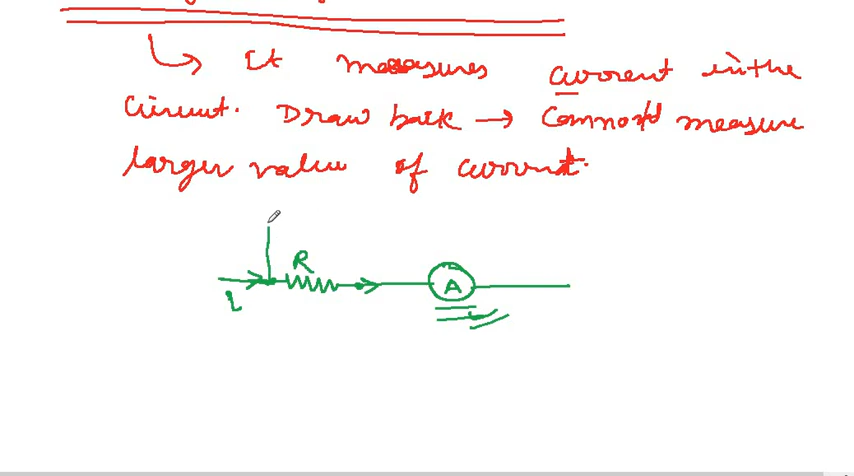 It measures current in the
circuit. Draw back → Cannot measure
larger value of current.
R
A
i